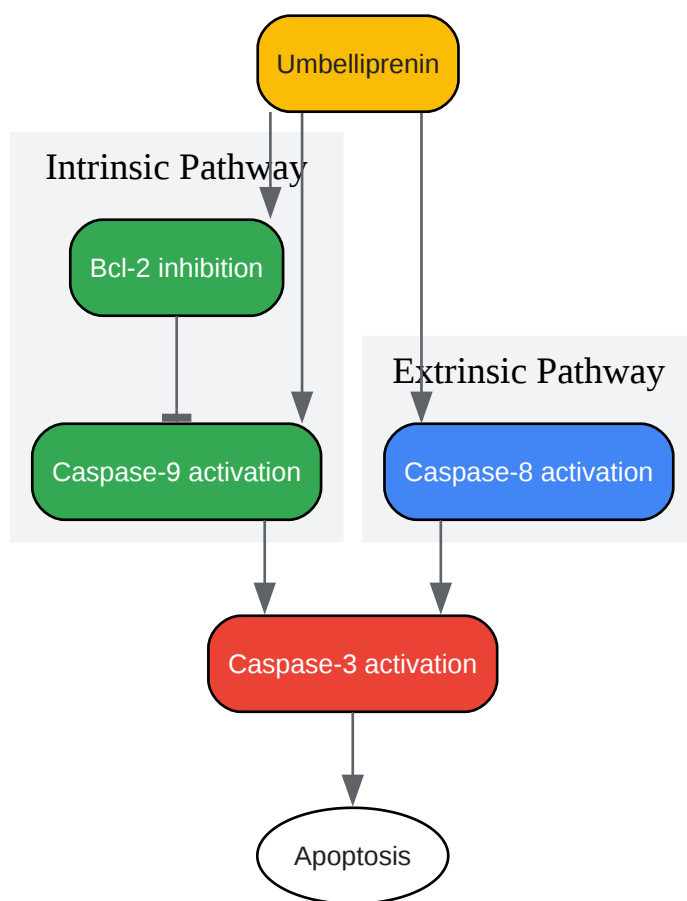 Umbelliprenin
Intrinsic Pathway
Bcl-2 inhibition
Extrinsic Pathway
Caspase-9 activation
Caspase-8 activation
Caspase-3 activation
Apoptosis